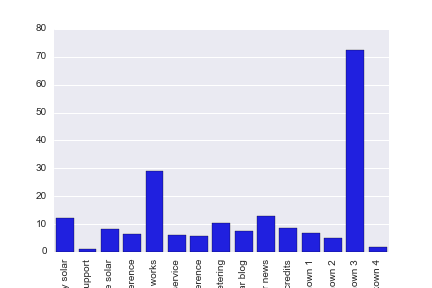 80
70
60
50
40
30
20
10
0
y solar
upport
e solar
erence
works
ervice
erence
etering
ar blog
r news
credits
own 1
own 2
own 3
own 4